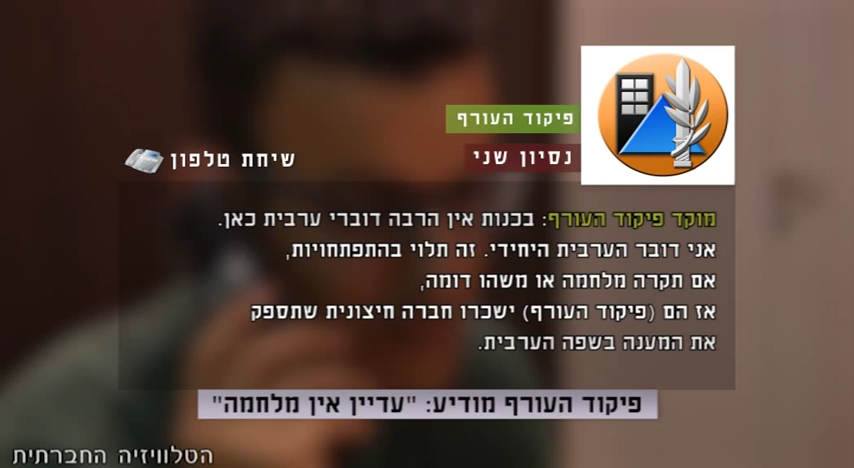 פיקוד העורף
נסיון שני
שיחת טלפון
מוקד פיקוד העורף: בכנות אין הרבה דוברי ערבית כאן.
אני דובר הערבית היחידי. זה תלוי בהתפתחויות,
אם תקרה מלחמה או משהו דומה,
אז הם (פיקוד העורף) ישכרו חברה חיצונית שתספק
את המענה בשפה הערבית.
פיקוד העורף מודיע: "עדיין אין מלחמה"
הטלוויזיה החברתית